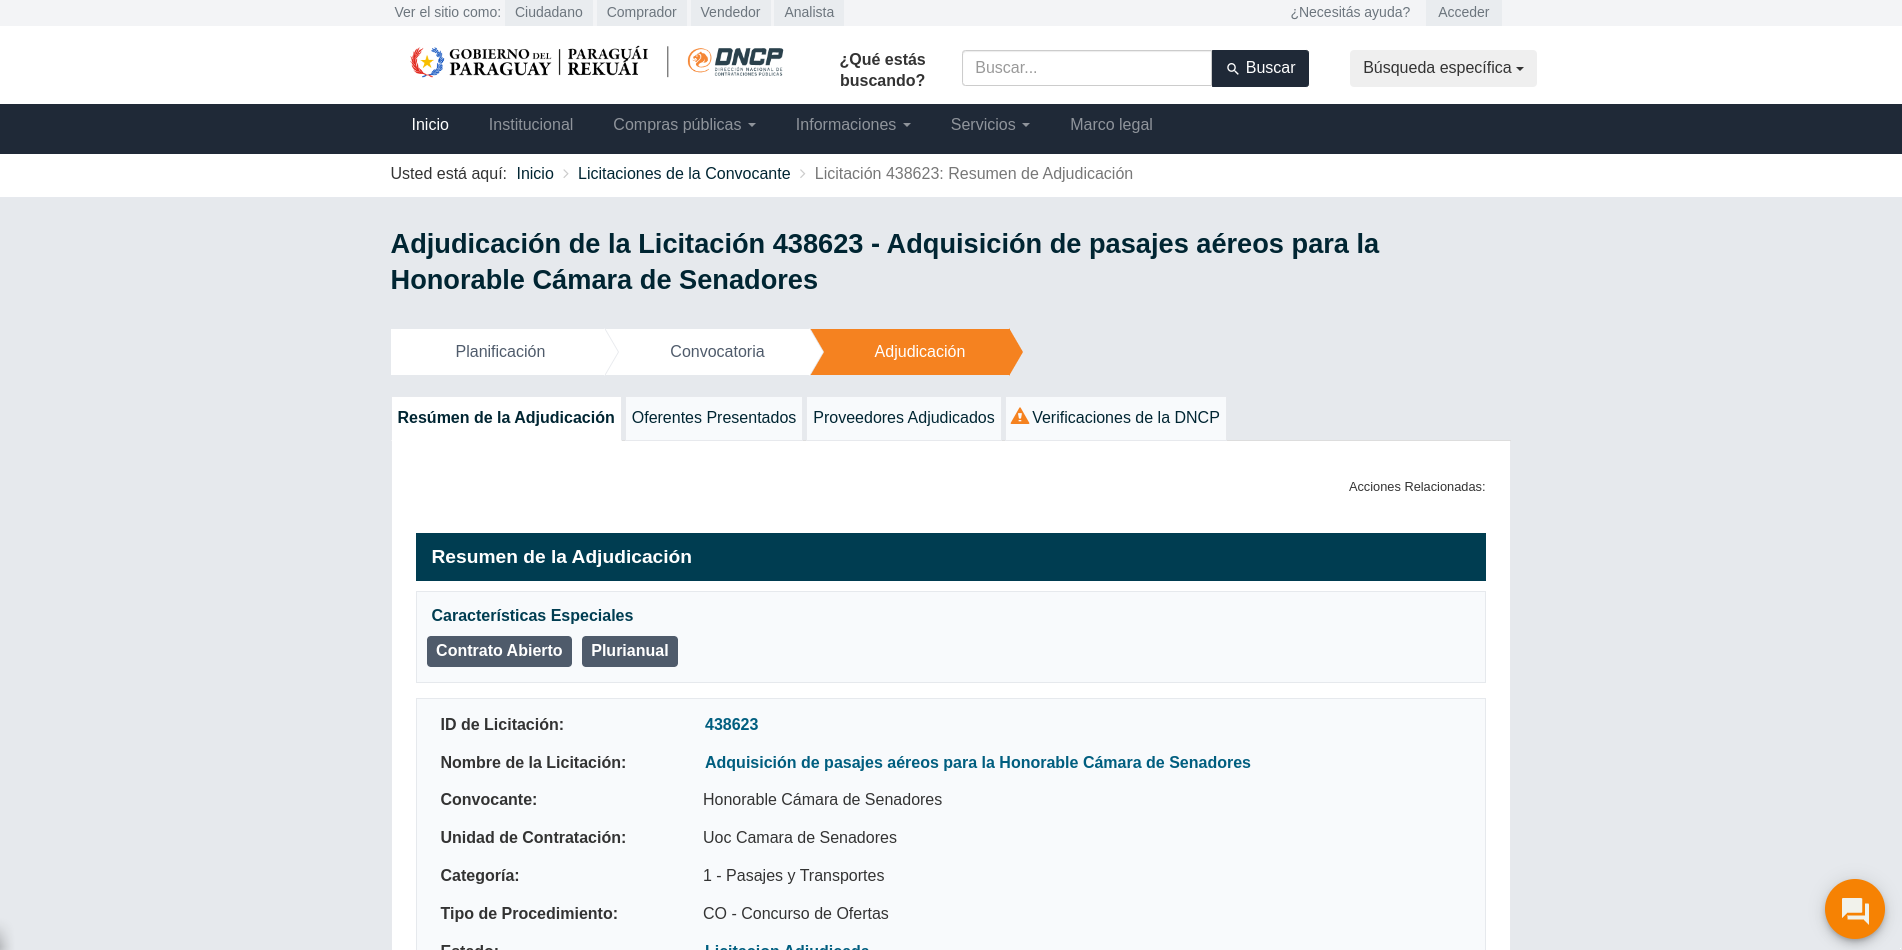 Ver el sitio como: Ciudadano Comprador Vendedor Analista ¿Necesitás ayuda? Acceder
GOBIERNO DEL PARAGUAY | PARAGUÁI REKUÁI
DNCP
DIRECCIÓN NACIONAL DE CONTRATACIONES PÚBLICAS
¿Qué estás buscando?
Buscar... Buscar Búsqueda específica
Inicio Institucional Compras públicas Informaciones Servicios Marco legal
Usted está aquí: Inicio Licitaciones de la Convocante Licitación 438623: Resumen de Adjudicación
Adjudicación de la Licitación 438623 - Adquisición de pasajes aéreos para la
Honorable Cámara de Senadores
Planificación Convocatoria Adjudicación
Resúmen de la Adjudicación Oferentes Presentados Proveedores Adjudicados Verificaciones de la DNCP
Acciones Relacionadas:
Resumen de la Adjudicación
Características Especiales
Contrato Abierto Plurianual
ID de Licitación: 438623
Nombre de la Licitación: Adquisición de pasajes aéreos para la Honorable Cámara de Senadores
Convocante: Honorable Cámara de Senadores
Unidad de Contratación: Uoc Camara de Senadores
Categoría: 1 - Pasajes y Transportes
Tipo de Procedimiento: CO - Concurso de Ofertas
Estado: Licitacion Adjudicada